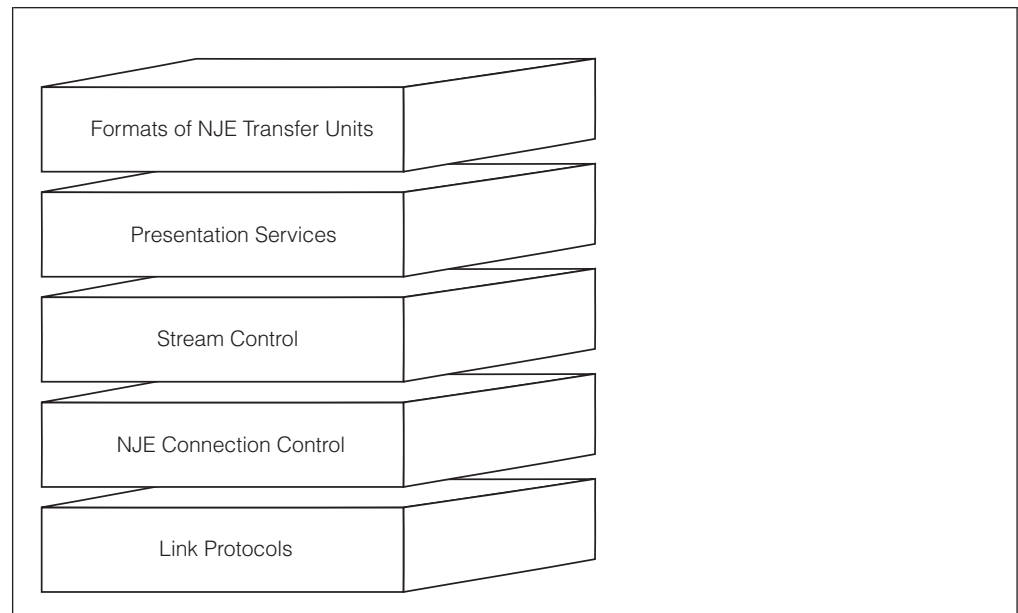 Formats of NJE Transfer Units
Presentation Services
Stream Control
NJE Connection Control
Link Protocols